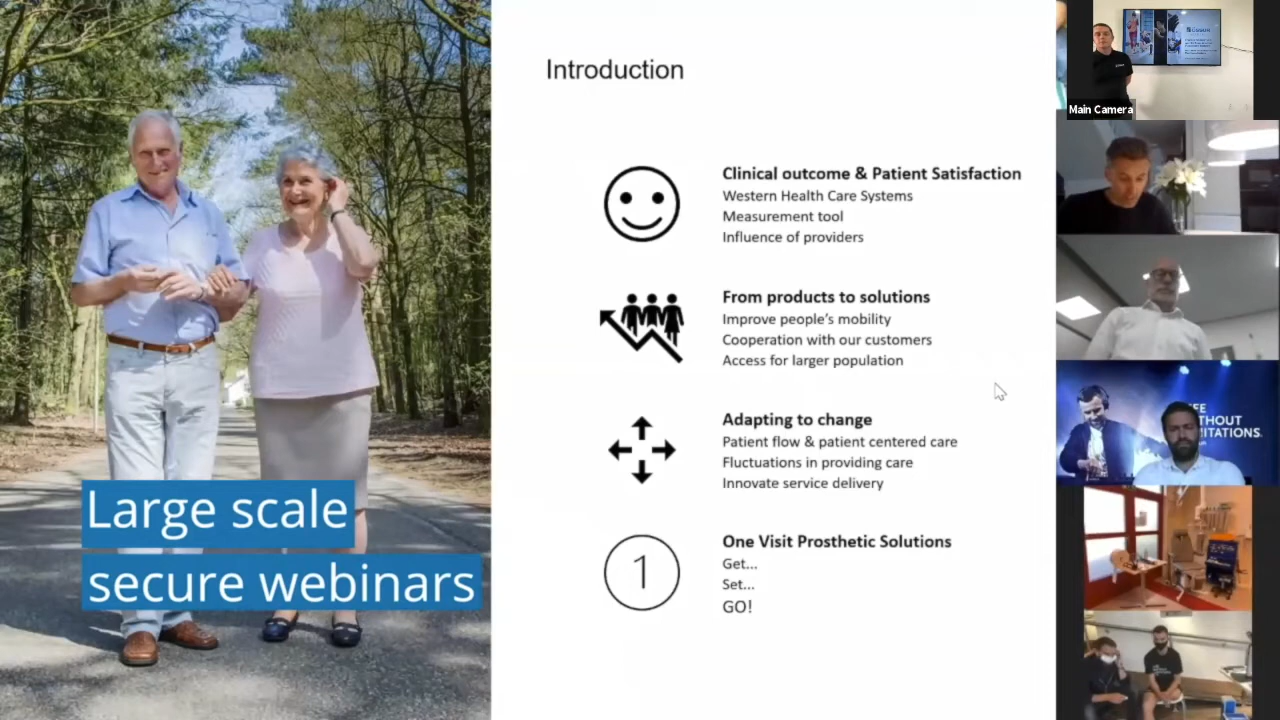 Introduction
Clinical outcome & Patient Satisfaction
Western Health Care Systems
Measurement tool
Influence of providers
From products to solutions
Improve people's mobility
Cooperation with our customers
Access for larger population
Adapting to change
Patient flow & patient centered care
Fluctuations in providing care
Innovate service delivery
1
One Visit Prosthetic Solutions
Get...
Set...
GO!
Large scale
secure webinars
Main Camera